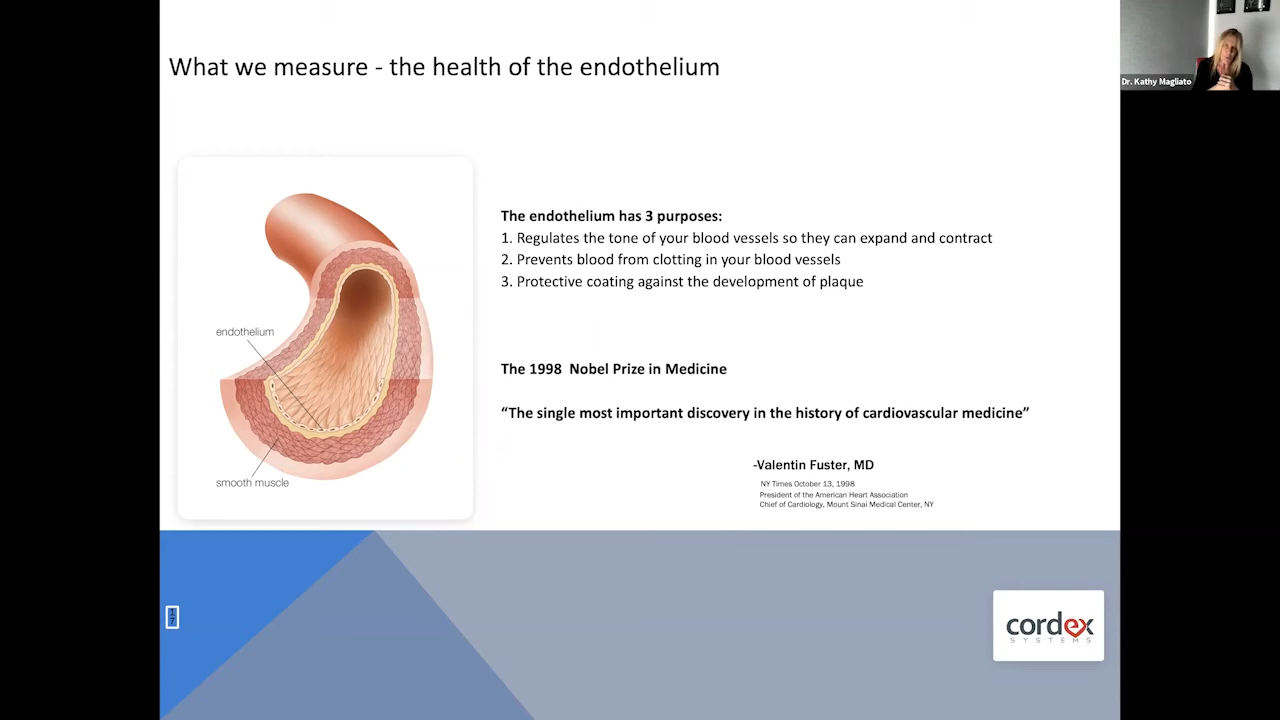 What we measure - the health of the endothelium
Dr. Kathy Magliato
The endothelium has 3 purposes:
1. Regulates the tone of your blood vessels so they can expand and contract
2. Prevents blood from clotting in your blood vessels
3. Protective coating against the development of plaque
endothelium
smooth muscle
The 1998  Nobel Prize in Medicine
“The single most important discovery in the history of cardiovascular medicine”
-Valentin Fuster, MD
NY Times October 13, 1998
President of the American Heart Association
Chief of Cardiology, Mount Sinai Medical Center, NY
1
7
cordex
SYSTEMS